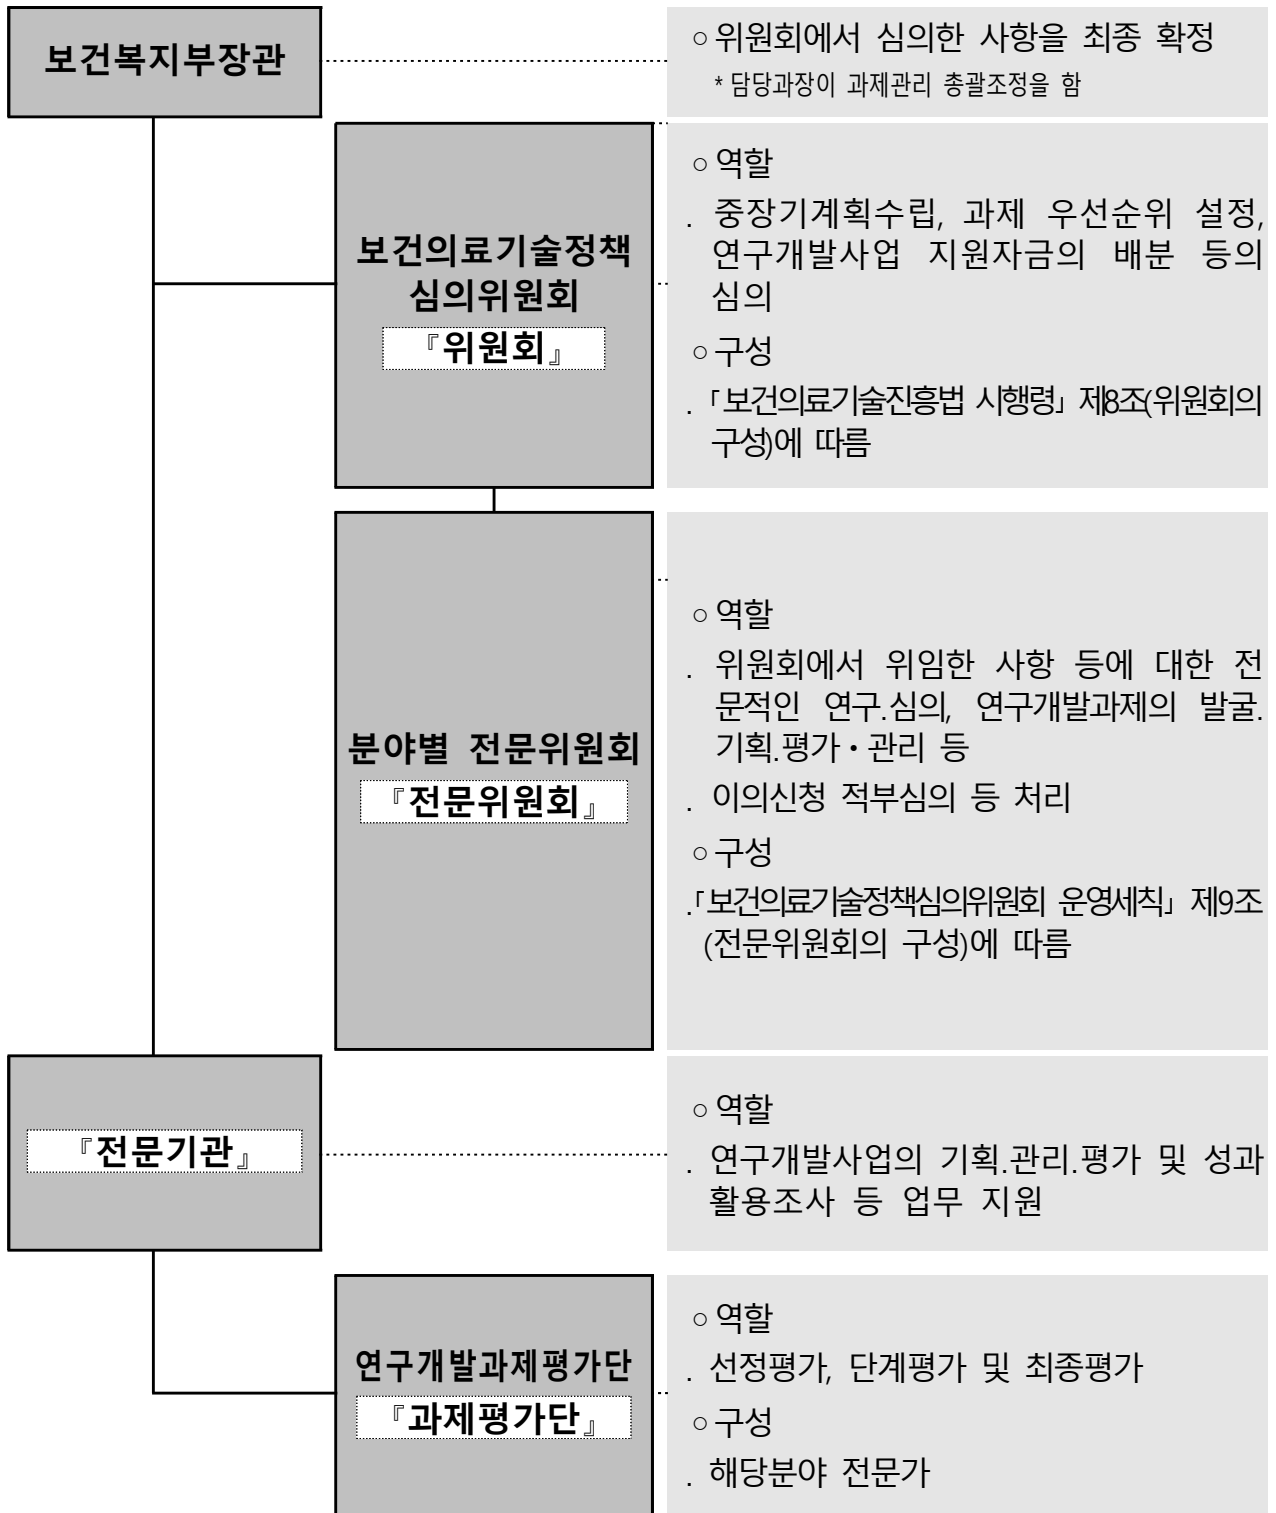 보건복지부장관
○ 위원회에서 심의한 사항을 최종 확정
* 담당과장이 과제관리 총괄조정을 함
보건의료기술정책
심의위원회
『위원회』
○ 역할
. 중장기계획수립, 과제 우선순위 설정,
연구개발사업 지원자금의 배분 등의
심의
○ 구성
.「보건의료기술진흥법 시행령」 제8조(위원회의
구성)에 따름
분야별 전문위원회
『전문위원회』
○ 역할
. 위원회에서 위임한 사항 등에 대한 전
문적인 연구.심의, 연구개발과제의 발굴.
기획.평가・관리 등
. 이의신청 적부심의 등 처리
○ 구성
.「보건의료기술정책심의위원회 운영세칙」 제9조
(전문위원회의 구성)에 따름
『전문기관』
○ 역할
. 연구개발사업의 기획.관리.평가 및 성과
활용조사 등 업무 지원
연구개발과제평가단
『과제평가단』
○ 역할
. 선정평가, 단계평가 및 최종평가
○ 구성
. 해당분야 전문가